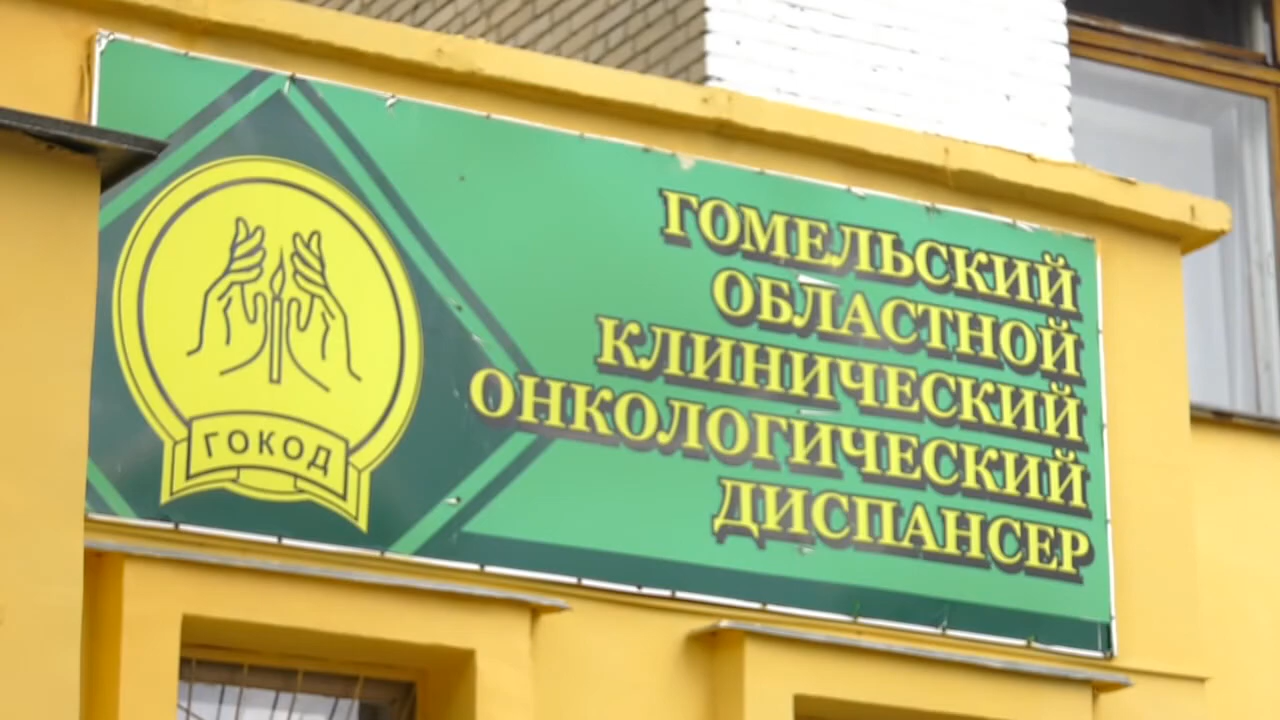 ГОМЕЛЬСКИЙ
ОБЛАСТНОЙ
КЛИНИЧЕСКИЙ
ОНКОЛОГИЧЕСКИЙ
ДИСПАНСЕР
ГОКОД